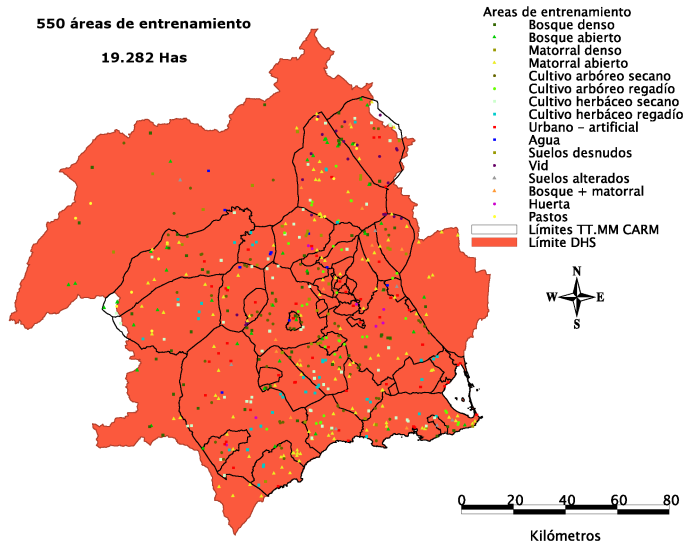 550 áreas de entrenamiento
19.282 Has
Areas de entrenamiento
Bosque denso
Bosque abierto
Matorral denso
Matorral abierto
Cultivo arbóreo secano
Cultivo arbóreo regadío
Cultivo herbáceo secano
Cultivo herbáceo regadío
Urbano - artificial
Agua
Suelos desnudos
Vid
Suelos alterados
Bosque + matorral
Huerta
Pastos
Límites TT.MM CARM
Límite DHS
N
W E
S
0 20 40 60 80
Kilómetros